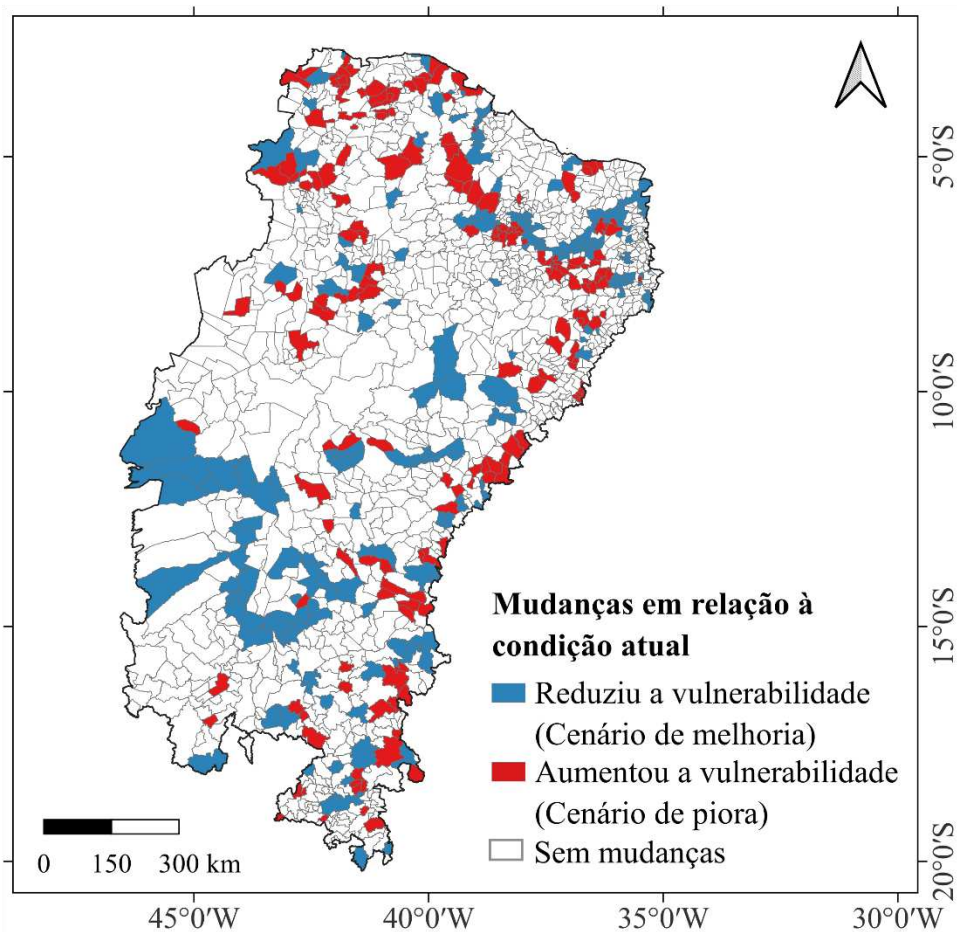 5°0'S
10°0'S
15°0'S
20°0'S
Mudanças em relação à
condição atual
Reduziu a vulnerabilidade
(Cenário de melhoria)
Aumentou a vulnerabilidade
(Cenário de piora)
Sem mudanças
0 150 300 km
45°0'W 40°0'W 35°0'W 30°0'W